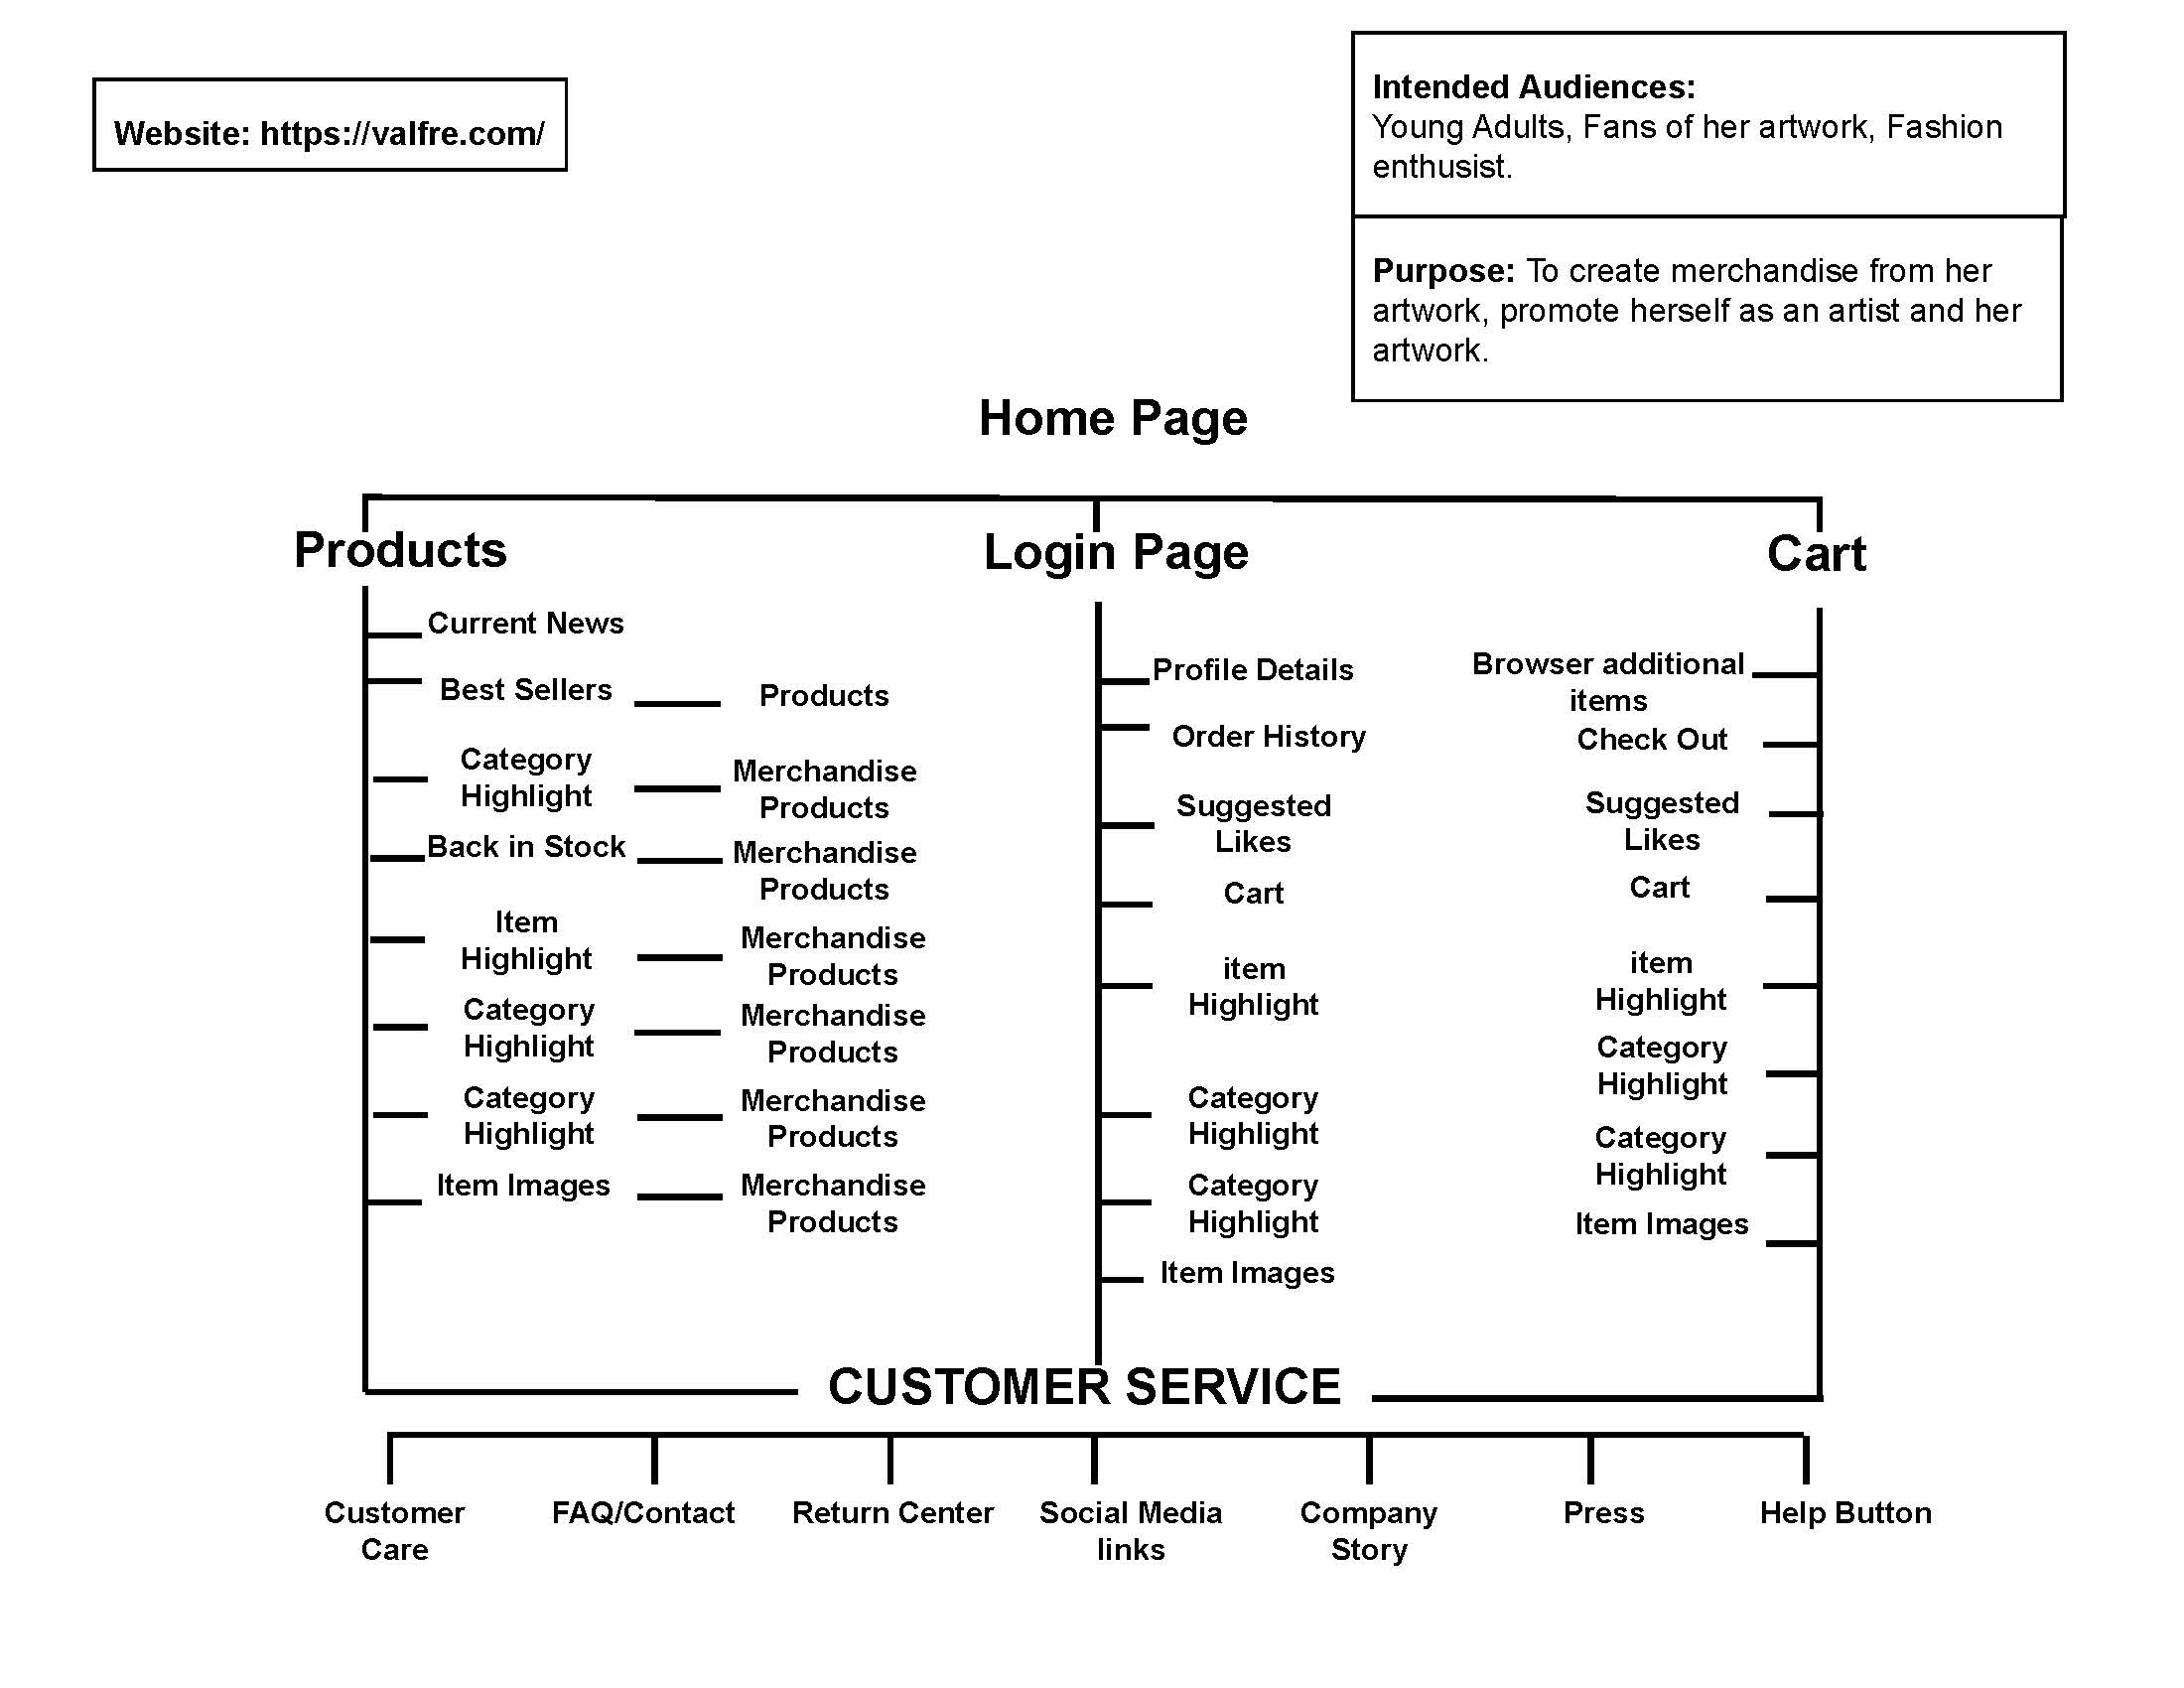 Website: https://valfre.com/
Intended Audiences:
Young Adults, Fans of her artwork, Fashion
enthusist.
Purpose: To create merchandise from her
artwork, promote herself as an artist and her
artwork.
Home Page
Products
Login Page
Cart
Current News
Best Sellers
Products
Category
Highlight
Merchandise
Products
Back in Stock
Merchandise
Products
Item
Highlight
Merchandise
Products
Category
Highlight
Merchandise
Products
Category
Highlight
Merchandise
Products
Item Images
Merchandise
Products
Profile Details
Order History
Suggested
Likes
Cart
item
Highlight
Category
Highlight
Category
Highlight
Item Images
Browser additional
items
Check Out
Suggested
Likes
Cart
item
Highlight
Category
Highlight
Category
Highlight
Item Images
CUSTOMER SERVICE
Customer
Care
FAQ/Contact
Return Center
Social Media
links
Company
Story
Press
Help Button